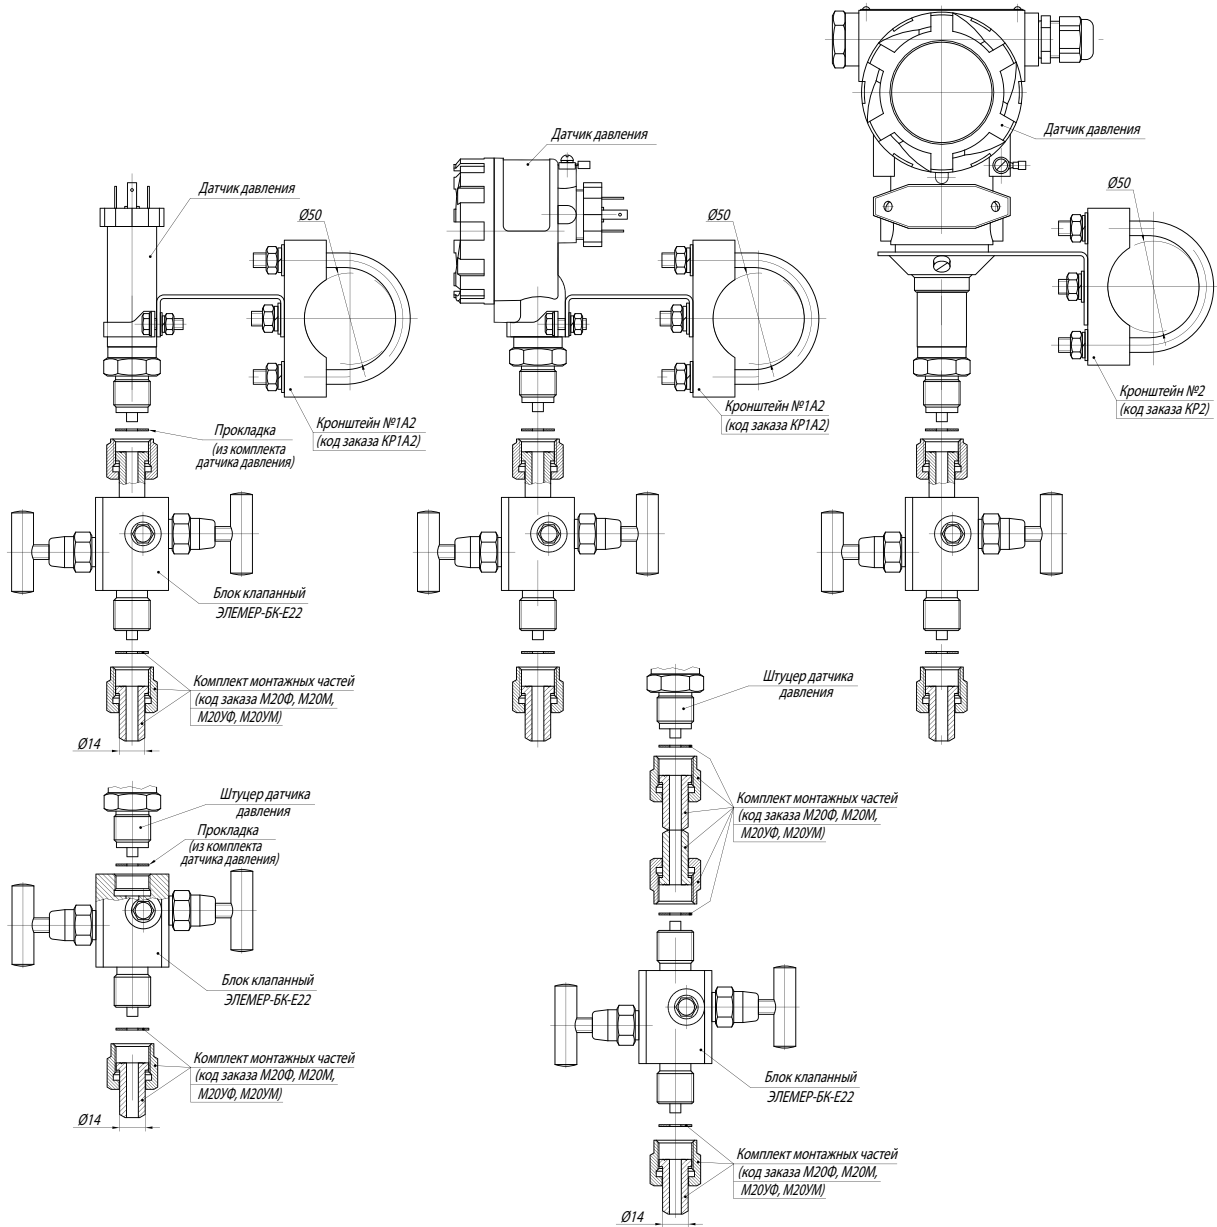 Датчик давления
Ø50
Кронштейн №1А2
(код заказа КР1А2)
Прокладка
(из комплекта
датчика давления)
Блок клапанный
ЭЛЕМЕР-БК-Е22
Комплект монтажных частей
(код заказа М20Ф, М20М,
М20УФ, М20УМ)
Ø14
Датчик давления
Ø50
Кронштейн №1А2
(код заказа КР1А2)
Датчик давления
Ø50
Кронштейн №2
(код заказа КР2)
Штуцер датчика
давления
Прокладка
(из комплекта
датчика давления)
Блок клапанный
ЭЛЕМЕР-БК-Е22
Комплект монтажных частей
(код заказа М20Ф, М20М,
М20УФ, М20УМ)
Ø14
Штуцер датчика
давления
Комплект монтажных частей
(код заказа М20Ф, М20М,
М20УФ, М20УМ)
Блок клапанный
ЭЛЕМЕР-БК-Е22
Комплект монтажных частей
(код заказа М20Ф, М20М,
М20УФ, М20УМ)
Ø14